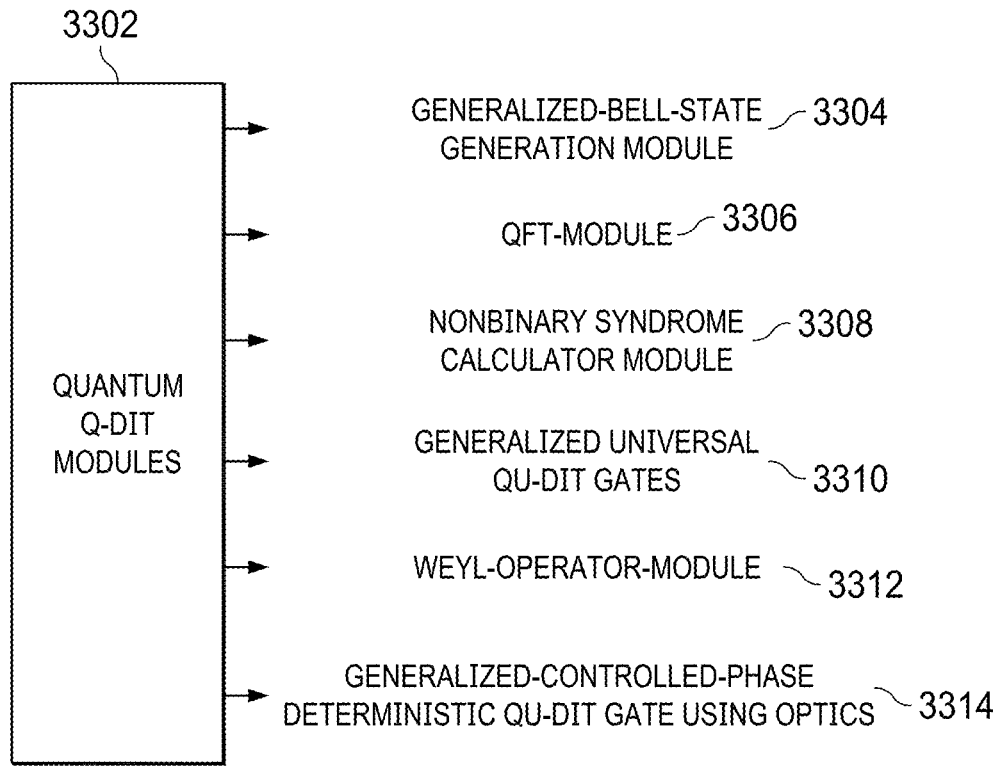 3302
QUANTUM
Q-DIT
MODULES
GENERALIZED-BELL-STATE
GENERATION MODULE
3304
QFT-MODULE
3306
NONBINARY SYNDROME
CALCULATOR MODULE
3308
GENERALIZED UNIVERSAL
QU-DIT GATES
3310
WEYL-OPERATOR-MODULE
3312
GENERALIZED-CONTROLLED-PHASE
DETERMINISTIC QU-DIT GATE USING OPTICS
3314